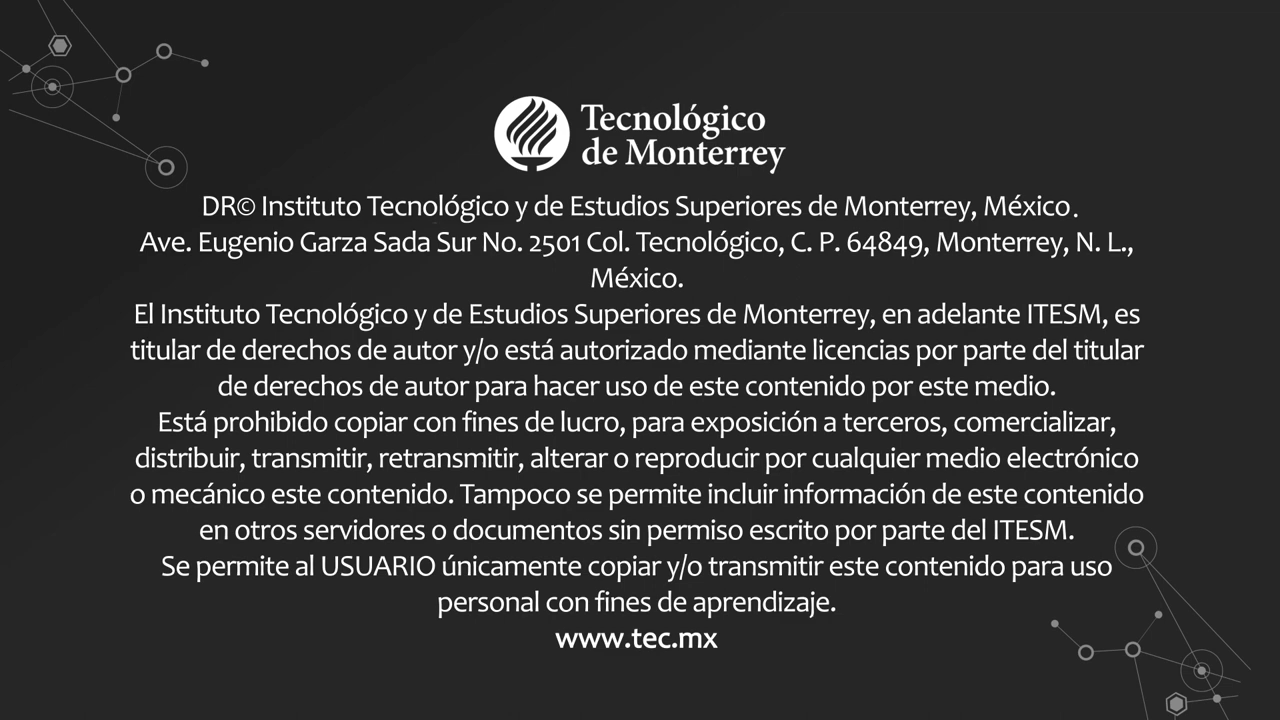 Tecnológico
de Monterrey
DR© Instituto Tecnológico y de Estudios Superiores de Monterrey, México.
Ave. Eugenio Garza Sada Sur No. 2501 Col. Tecnológico, C. P. 64849, Monterrey, N. L.,
México.
El Instituto Tecnológico y de Estudios Superiores de Monterrey, en adelante ITESM, es
titular de derechos de autor y/o está autorizado mediante licencias por parte del titular
de derechos de autor para hacer uso de este contenido por este medio.
Está prohibido copiar con fines de lucro, para exposición a terceros, comercializar,
distribuir, transmitir, retransmitir, alterar o reproducir por cualquier medio electrónico
o mecánico este contenido. Tampoco se permite incluir información de este contenido
en otros servidores o documentos sin permiso escrito por parte del ITESM.
Se permite al USUARIO únicamente copiar y/o transmitir este contenido para uso
personal con fines de aprendizaje.
www.tec.mx